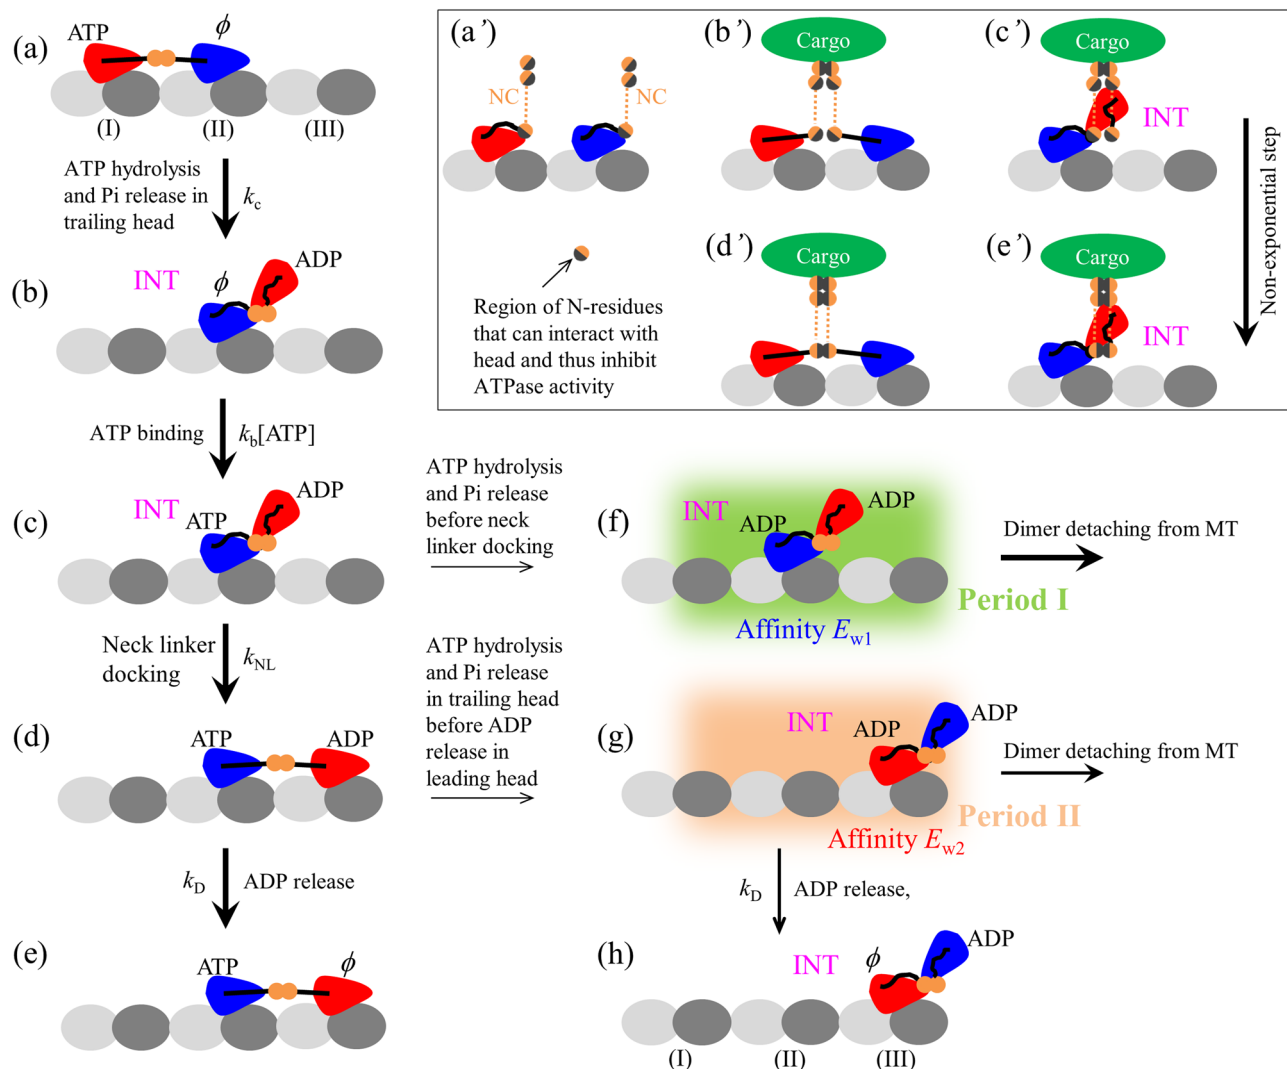 (a)
ATP
ϕ
(I)
(II)
(III)
ATP hydrolysis
and Pi release in
trailing head
kc
(b)
INT
ϕ
ADP
ATP binding
kb[ATP]
(c)
INT
ATP
ADP
Neck linker
docking
kNL
(d)
ATP
ADP
kD
ADP release
(e)
ATP
ϕ
(a’)
NC
NC
Region of N-residues
that can interact with
head and thus inhibit
ATPase activity
(b’)
Cargo
(c’)
Cargo
INT
(d’)
Cargo
(e’)
Cargo
INT
Non-exponential step
ATP hydrolysis
and Pi release
before neck
linker docking
(f)
INT
ADP
ADP
Dimer detaching from MT
Period I
Affinity Ew1
ATP hydrolysis
and Pi release
in trailing head
before ADP
release in
leading head
(g)
INT
ADP
ADP
Dimer detaching from MT
Period II
Affinity Ew2
kD
ADP release,
(h)
INT
ϕ
ADP
(I)
(II)
(III)